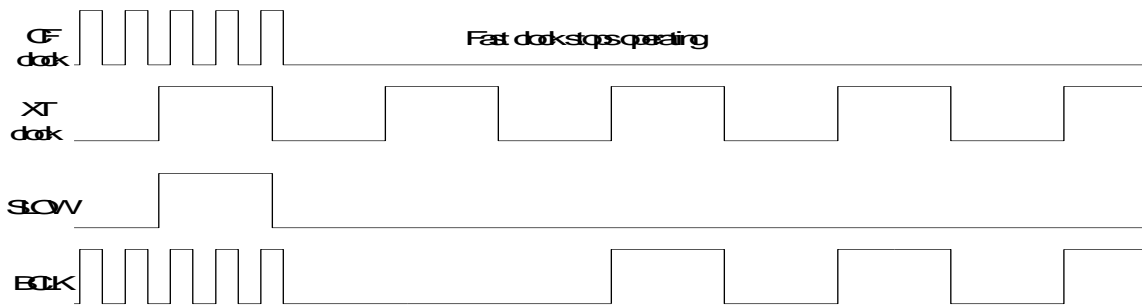 CF
clock
Fast clock stops operating
XT
clock
SLOW
BCLK